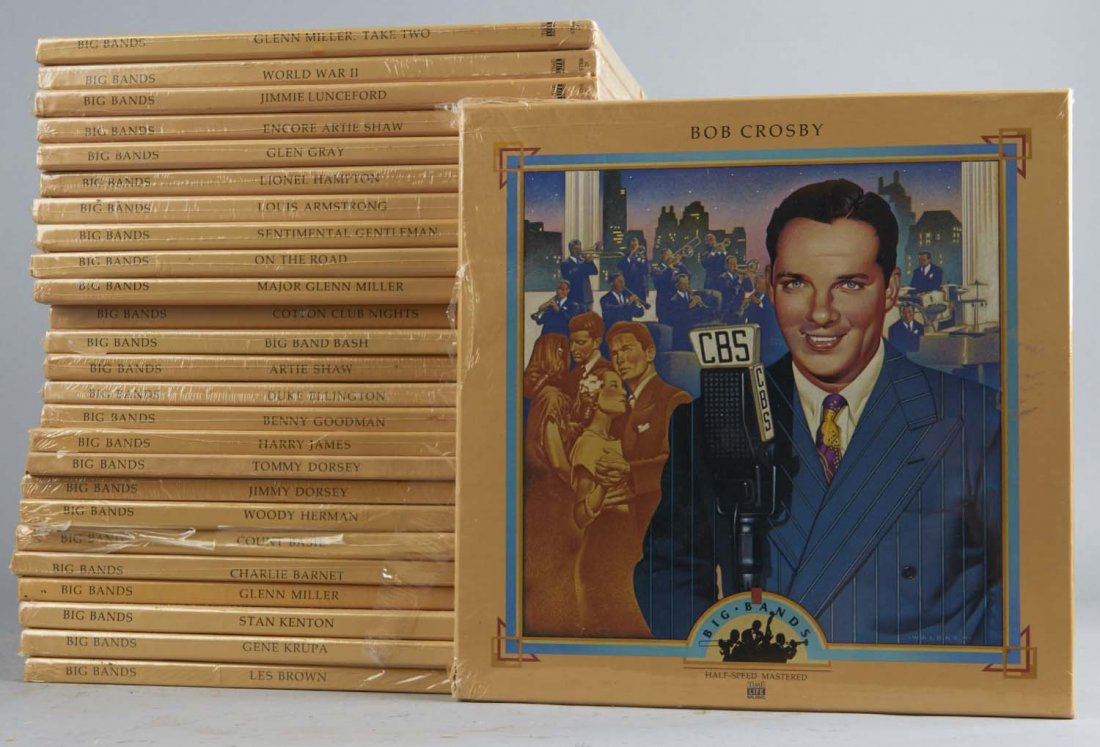 BIG BANDS GLENN MILLER: TAKE TWO
BIG BANDS WORLD WAR II
BIG BANDS JIMMIE LUNCEFORD
BIG BANDS ENCORE ARTIE SHAW
BIG BANDS GLEN GRAY
BIG BANDS LIONEL HAMPTON
BIG BANDS LOUIS ARMSTRONG
BIG BANDS SENTIMENTAL GENTLEMAN
BIG BANDS ON THE ROAD
BIG BANDS MAJOR GLENN MILLER
BIG BANDS COTTON CLUB NIGHTS
BIG BANDS BIG BAND BASH
BIG BANDS ARTIE SHAW
BIG BANDS DUKE ELLINGTON
BIG BANDS BENNY GOODMAN
BIG BANDS HARRY JAMES
BIG BANDS TOMMY DORSEY
BIG BANDS JIMMY DORSEY
BIG BANDS WOODY HERMAN
BIG BANDS COUNT BASIE
BIG BANDS CHARLIE BARNET
BIG BANDS GLENN MILLER
BIG BANDS STAN KENTON
BIG BANDS GENE KRUPA
BIG BANDS LES BROWN
BOB CROSBY
CBS
CBS
BIG · BANDS
HALF-SPEED MASTERED
TIME
LIFE
MUSIC